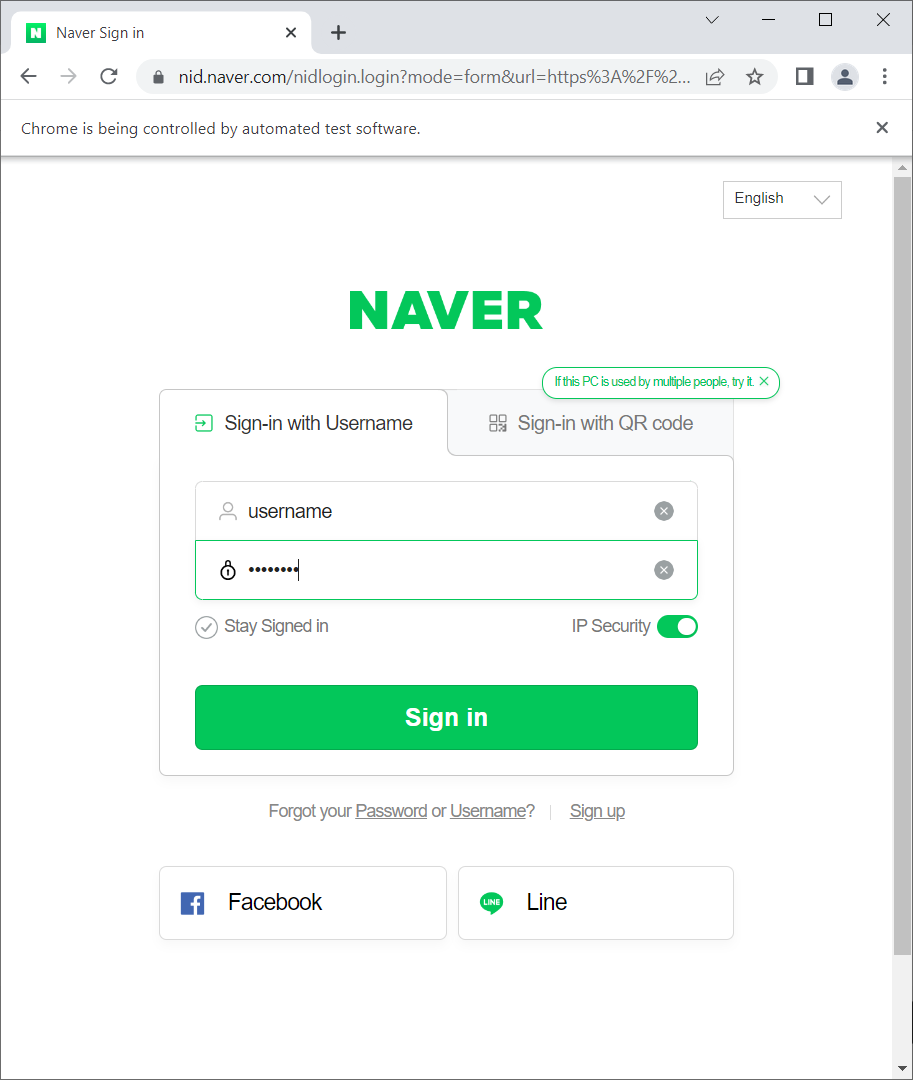 N Naver Sign in
nid.naver.com/nidlogin.login?mode=form&url=https%3A%2F%2...
Chrome is being controlled by automated test software.
English
NAVER
If this PC is used by multiple people, try it.
Sign-in with Username
Sign-in with QR code
username
••••••••
Stay Signed in IP Security
Sign in
Forgot your Password or Username? Sign up
Facebook
LINE Line